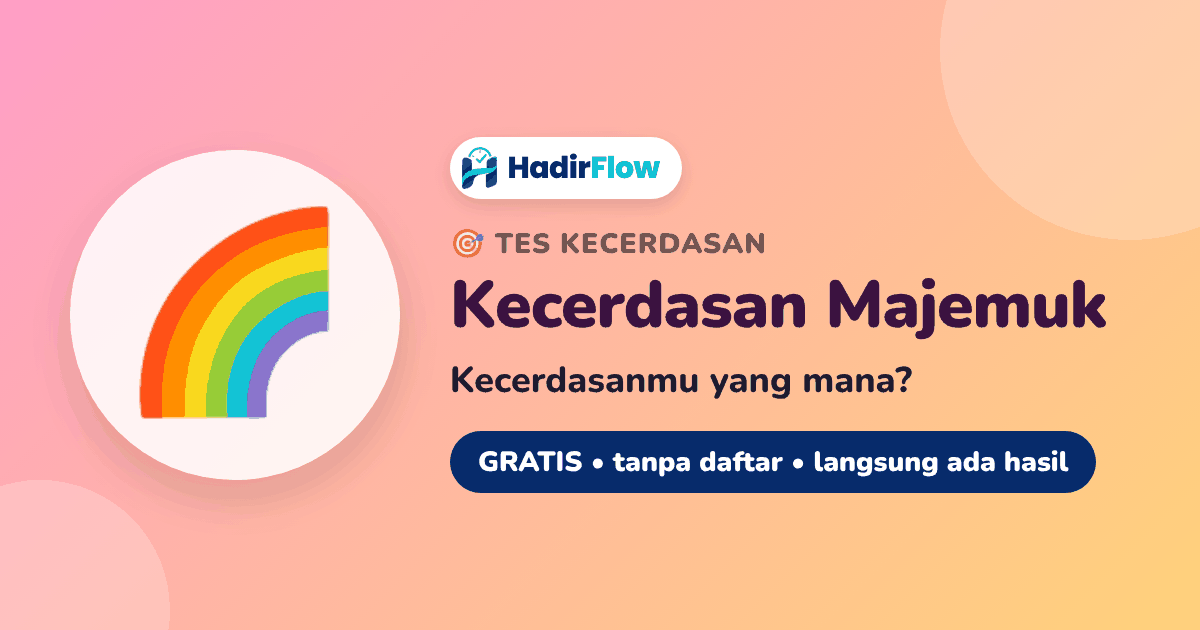 HadirFlow
TES KECERDASAN
Kecerdasan Majemuk
Kecerdasanmu yang mana?
GRATIS • tanpa daftar • langsung ada hasil